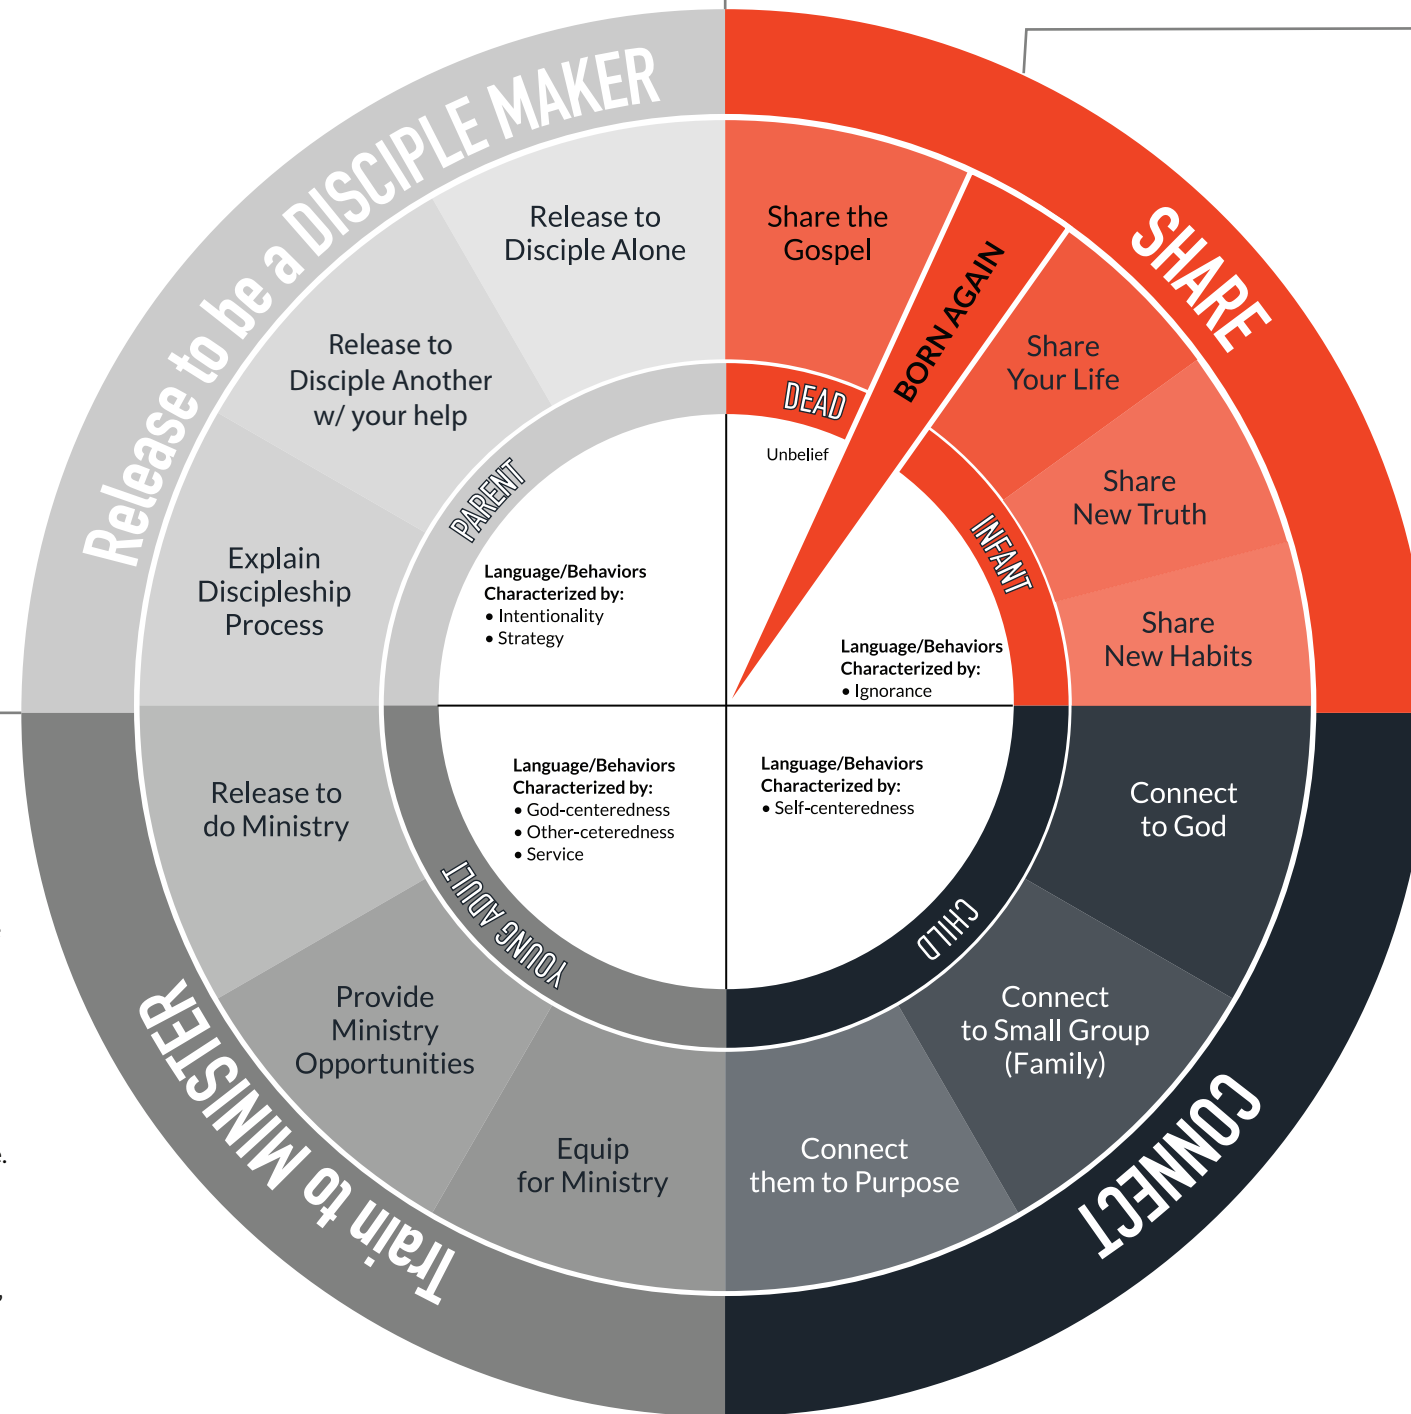 Release to be a DISCIPLE MAKER
SHARE
CONNECT
Train to MINISTER
Share the
Gospel
BORN AGAIN
Share
Your Life
Share
New Truth
Share
New Habits
Connect
to God
Connect
to Small Group
(Family)
Connect
them to Purpose
Equip
for Ministry
Provide
Ministry
Opportunities
Release to
do Ministry
Explain
Discipleship
Process
Release to
Disciple Another
w/ your help
Release to
Disciple Alone
DEAD
Unbelief
INFANT
Language/Behaviors
Characterized by:
• Ignorance
CHILD
Language/Behaviors
Characterized by:
• Self-centeredness
YOUNG ADULT
Language/Behaviors
Characterized by:
• God-centeredness
• Other-ceteredness
• Service
PARENT
Language/Behaviors
Characterized by:
• Intentionality
• Strategy